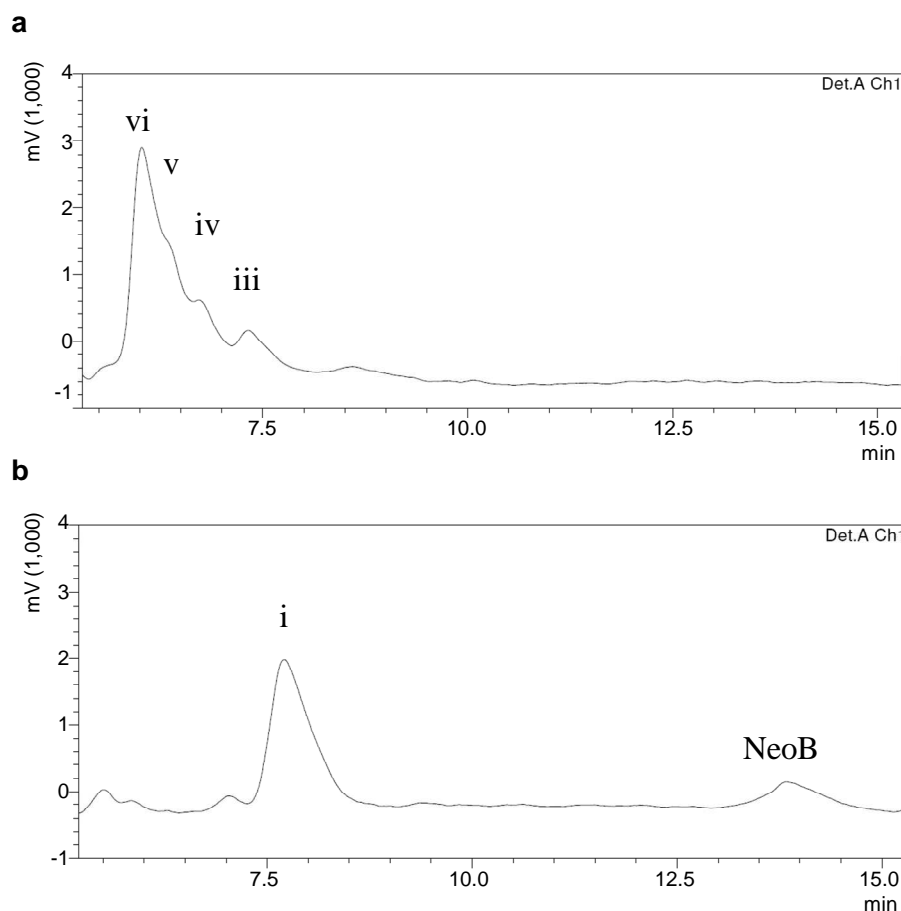 a
4
Det.A Ch1
mV (1,000)
3
2
1
0
-1
vi
v
iv
iii
7.5
10.0
12.5
15.0
min
b
4
Det.A Ch1
mV (1,000)
3
2
1
0
-1
i
NeoB
7.5
10.0
12.5
15.0
min